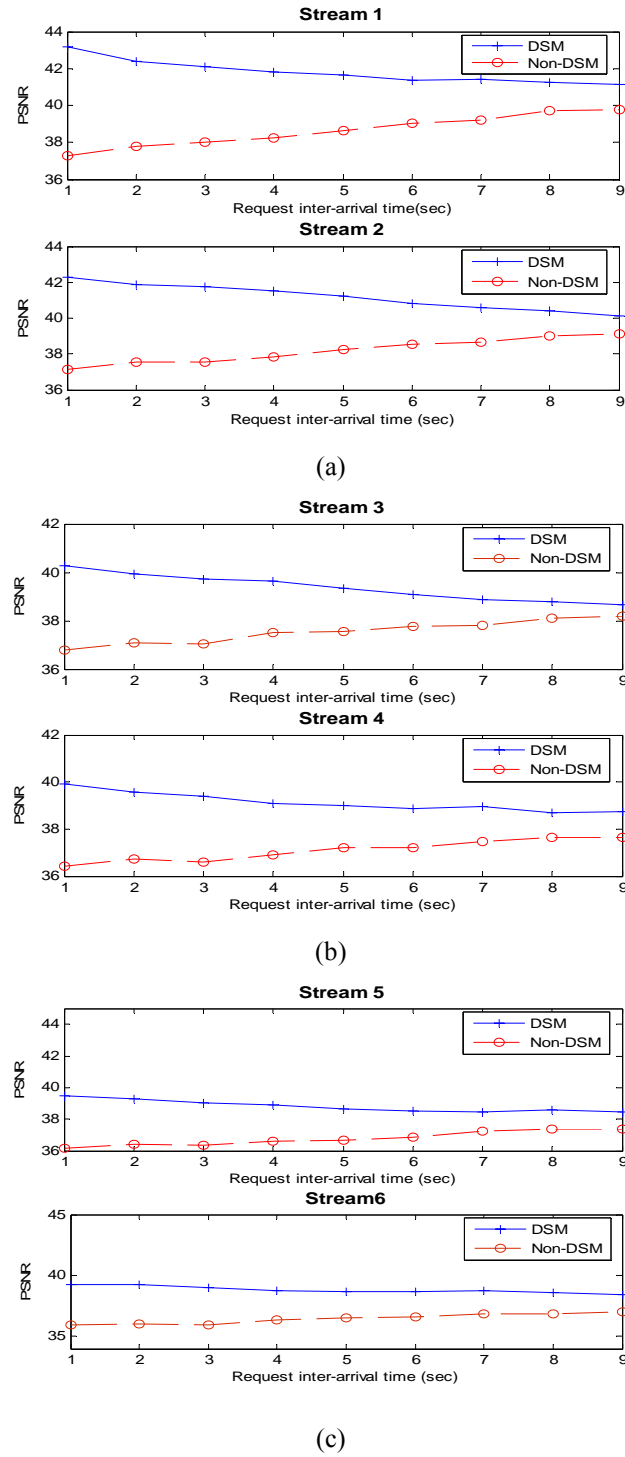 Stream 1
44
42
40
38
36
PSNR
DSM
Non-DSM
1 2 3 4 5 6 7 8 9
Request inter-arrival time(sec)
Stream 2
44
42
40
38
36
PSNR
DSM
Non-DSM
1 2 3 4 5 6 7 8 9
Request inter-arrival time (sec)
(a)
Stream 3
42
40
38
36
PSNR
DSM
Non-DSM
1 2 3 4 5 6 7 8 9
Request inter-arrival time (sec)
Stream 4
42
40
38
36
PSNR
DSM
Non-DSM
1 2 3 4 5 6 7 8 9
Request inter-arrival time (sec)
(b)
Stream 5
44
42
40
38
36
PSNR
DSM
Non-DSM
1 2 3 4 5 6 7 8 9
Request inter-arrival time (sec)
Stream6
45
40
35
PSNR
DSM
Non-DSM
1 2 3 4 5 6 7 8 9
Request inter-arrival time (sec)
(c)